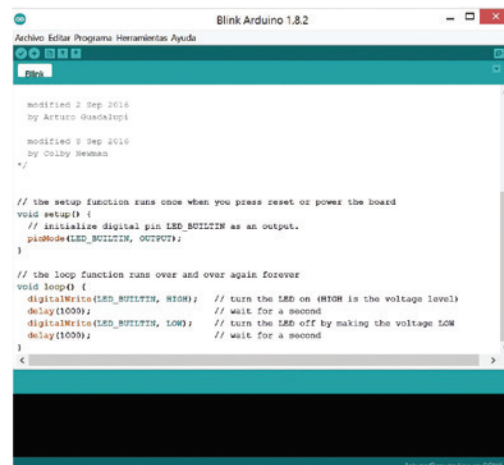 Blink Arduino 1.8.2
Archivo Editar Programa Herramientas Ayuda
Blink
modified 2 Sep 2016
by Arturo Guadalupi
modified 8 Sep 2016
by Colby Newman
*/
// the setup function runs once when you press reset or power the board
void setup() {
// initialize digital pin LED_BUILTIN as an output.
pinMode(LED_BUILTIN, OUTPUT);
}
// the loop function runs over and over again forever
void loop() {
digitalWrite(LED_BUILTIN, HIGH); // turn the LED on (HIGH is the voltage level)
delay(1000); // wait for a second
digitalWrite(LED_BUILTIN, LOW); // turn the LED off by making the voltage LOW
delay(1000); // wait for a second
}